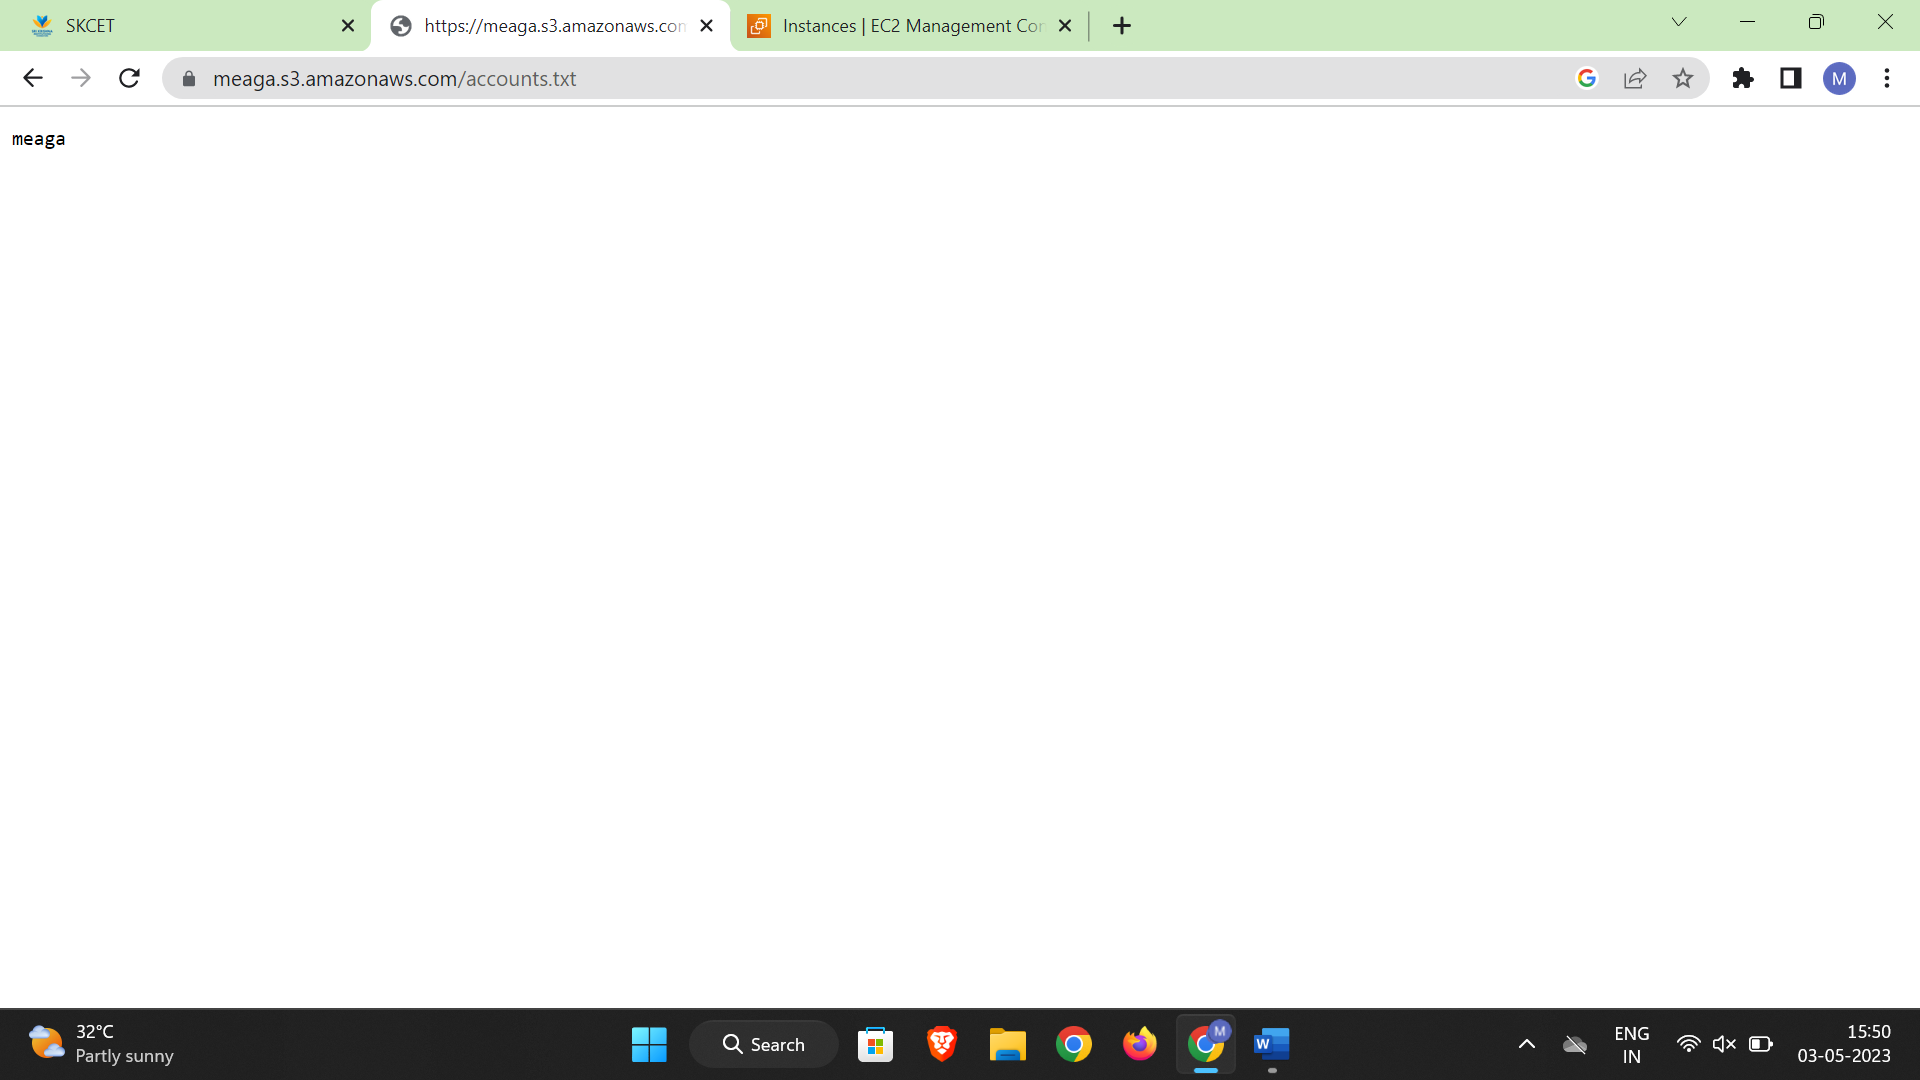 SKCET
https://meaga.s3.amazonaws.con
Instances | EC2 Management Cor
meaga.s3.amazonaws.com/accounts.txt
M
meaga
32°C
Partly sunny
Search
M
W
ENG
IN
15:50
03-05-2023